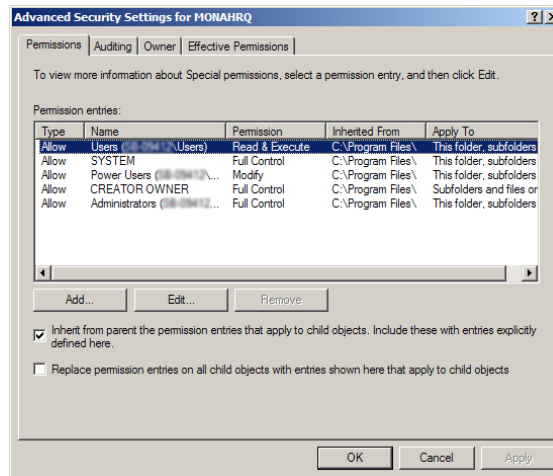 Advanced Security Settings for MONAHRQ
Permissions Auditing Owner Effective Permissions
To view more information about Special permissions, select a permission entry, and then click Edit.
Permission entries:
Type Name Permission Inherited From Apply To
Allow Users (\Users) Read & Execute C:\Program Files\ This folder, subfolders
Allow SYSTEM Full Control C:\Program Files\ This folder, subfolders
Allow Power Users (\... Modify C:\Program Files\ This folder, subfolders
Allow CREATOR OWNER Full Control C:\Program Files\ Subfolders and files or
Allow Administrators (... Full Control C:\Program Files\ This folder, subfolders
Add... Edit... Remove
Inherit from parent the permission entries that apply to child objects. Include these with entries explicitly
defined here.
Replace permission entries on all child objects with entries shown here that apply to child objects
OK Cancel Apply